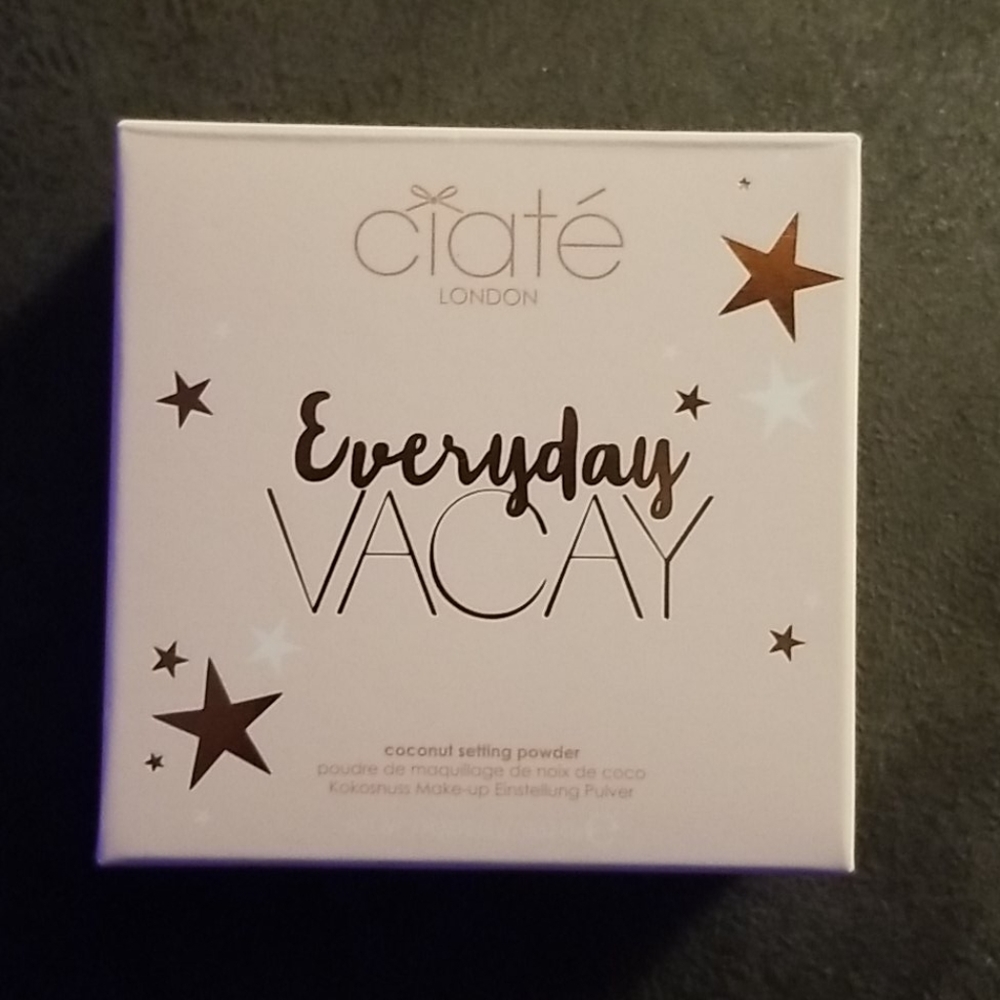 ciaté
LONDON
Everyday
VACAY
coconut setting powder
poudre de maquillage de noix de coco
Kokosnuss Make-up Einstellung Pulver